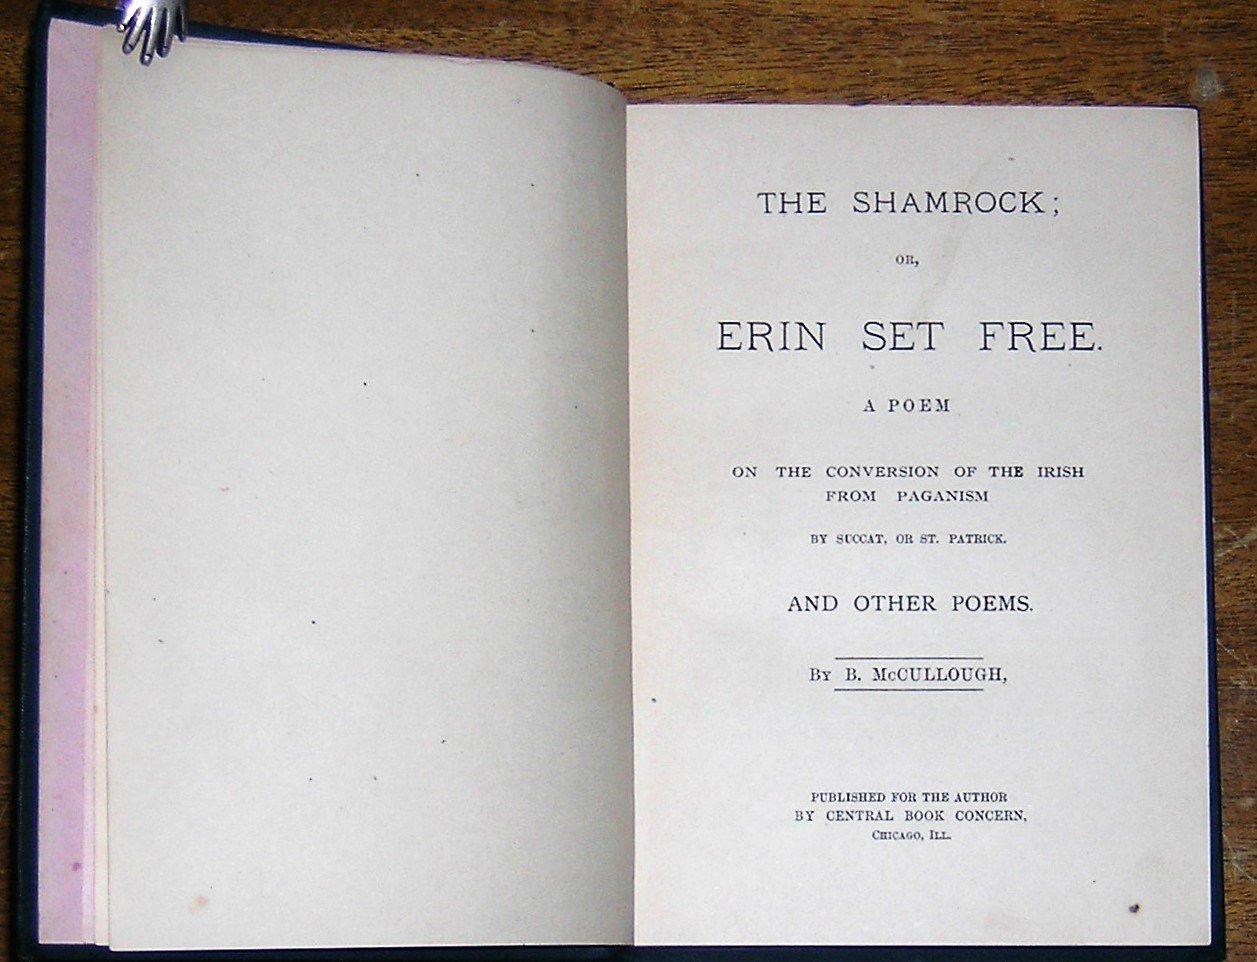 THE SHAMROCK;
OR,
ERIN SET FREE.
A POEM
ON THE CONVERSION OF THE IRISH
FROM PAGANISM
BY SUCCAT, OR ST. PATRICK.
AND OTHER POEMS.
By B. McCULLOUGH,
PUBLISHED FOR THE AUTHOR
BY CENTRAL BOOK CONCERN,
Chicago, Ill.